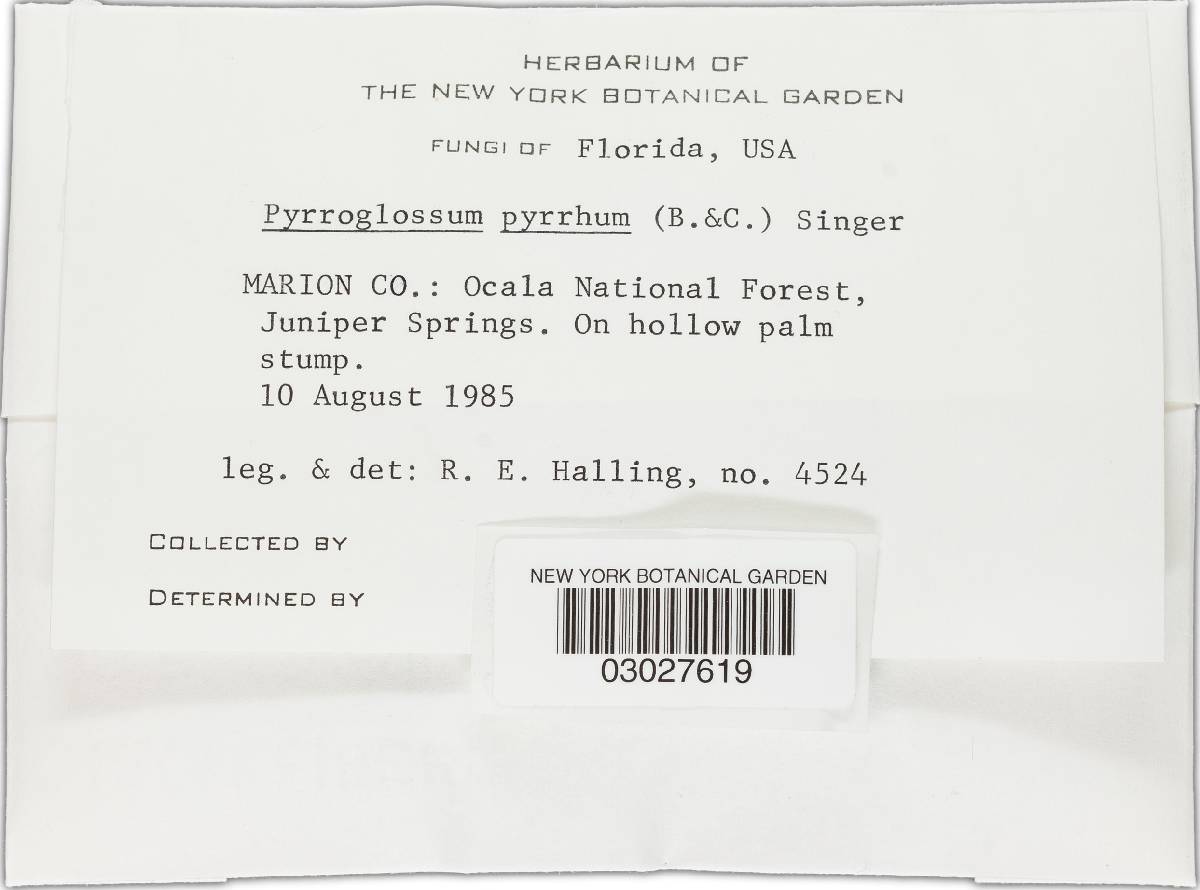 HERBARIUM OF
THE NEW YORK BOTANICAL GARDEN
FUNGI OF Florida, USA
Pyrroglossum pyrrhum (B.&C.) Singer
MARION CO.: Ocala National Forest,
Juniper Springs. On hollow palm
stump.
10 August 1985
leg. & det: R. E. Halling, no. 4524
COLLECTED BY
DETERMINED BY
NEW YORK BOTANICAL GARDEN
03027619